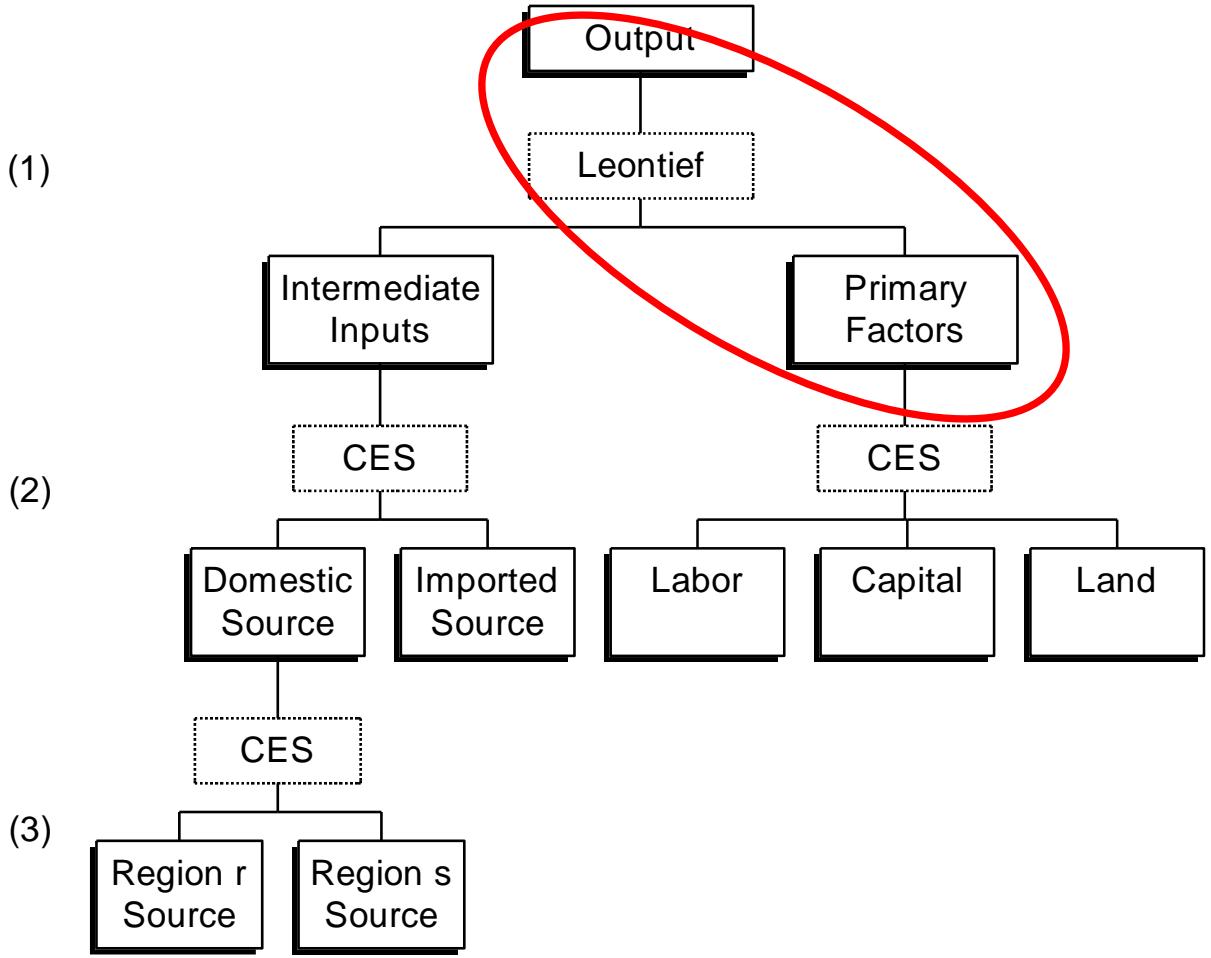 Output
(1)
Leontief
Intermediate
Inputs
Primary
Factors
CES
CES
(2)
Domestic
Source
Imported
Source
Labor
Capital
Land
CES
(3)
Region r
Source
Region s
Source